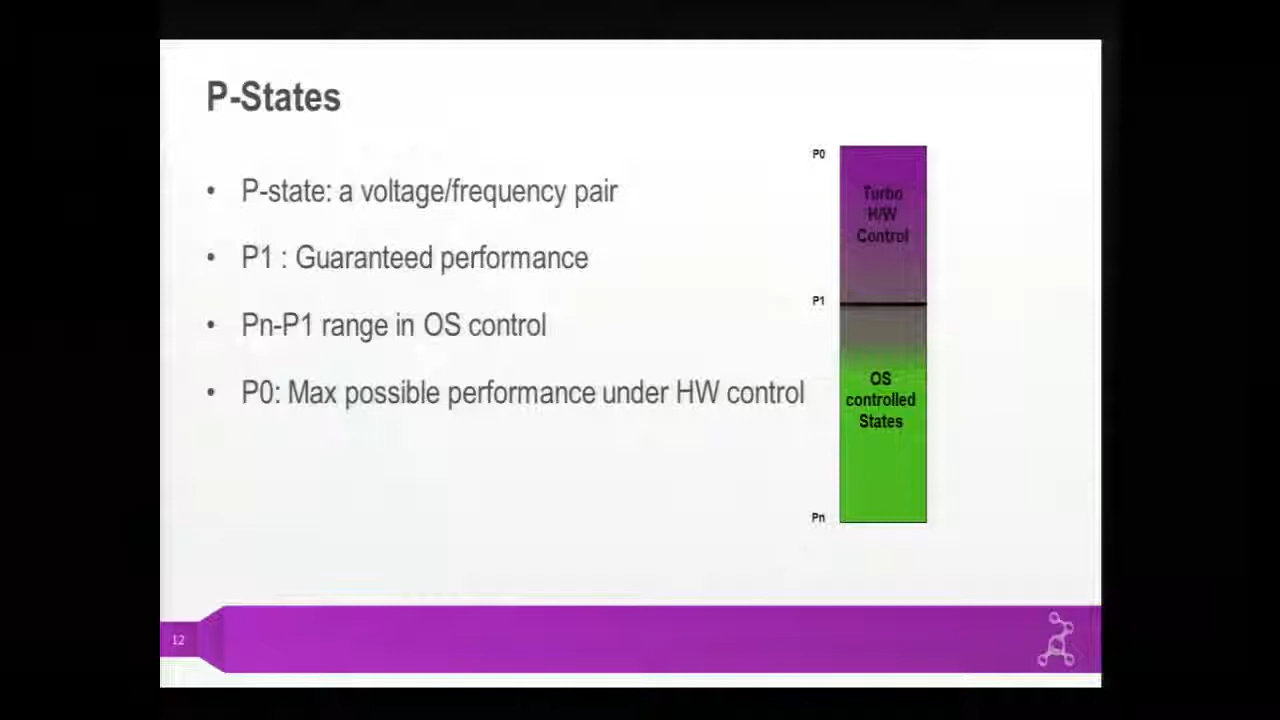 P-States
• P-state: a voltage/frequency pair
• P1 : Guaranteed performance
• Pn-P1 range in OS control
• P0: Max possible performance under HW control
P0
Turbo
H/W
Control
P1
OS
controlled
States
Pn
12